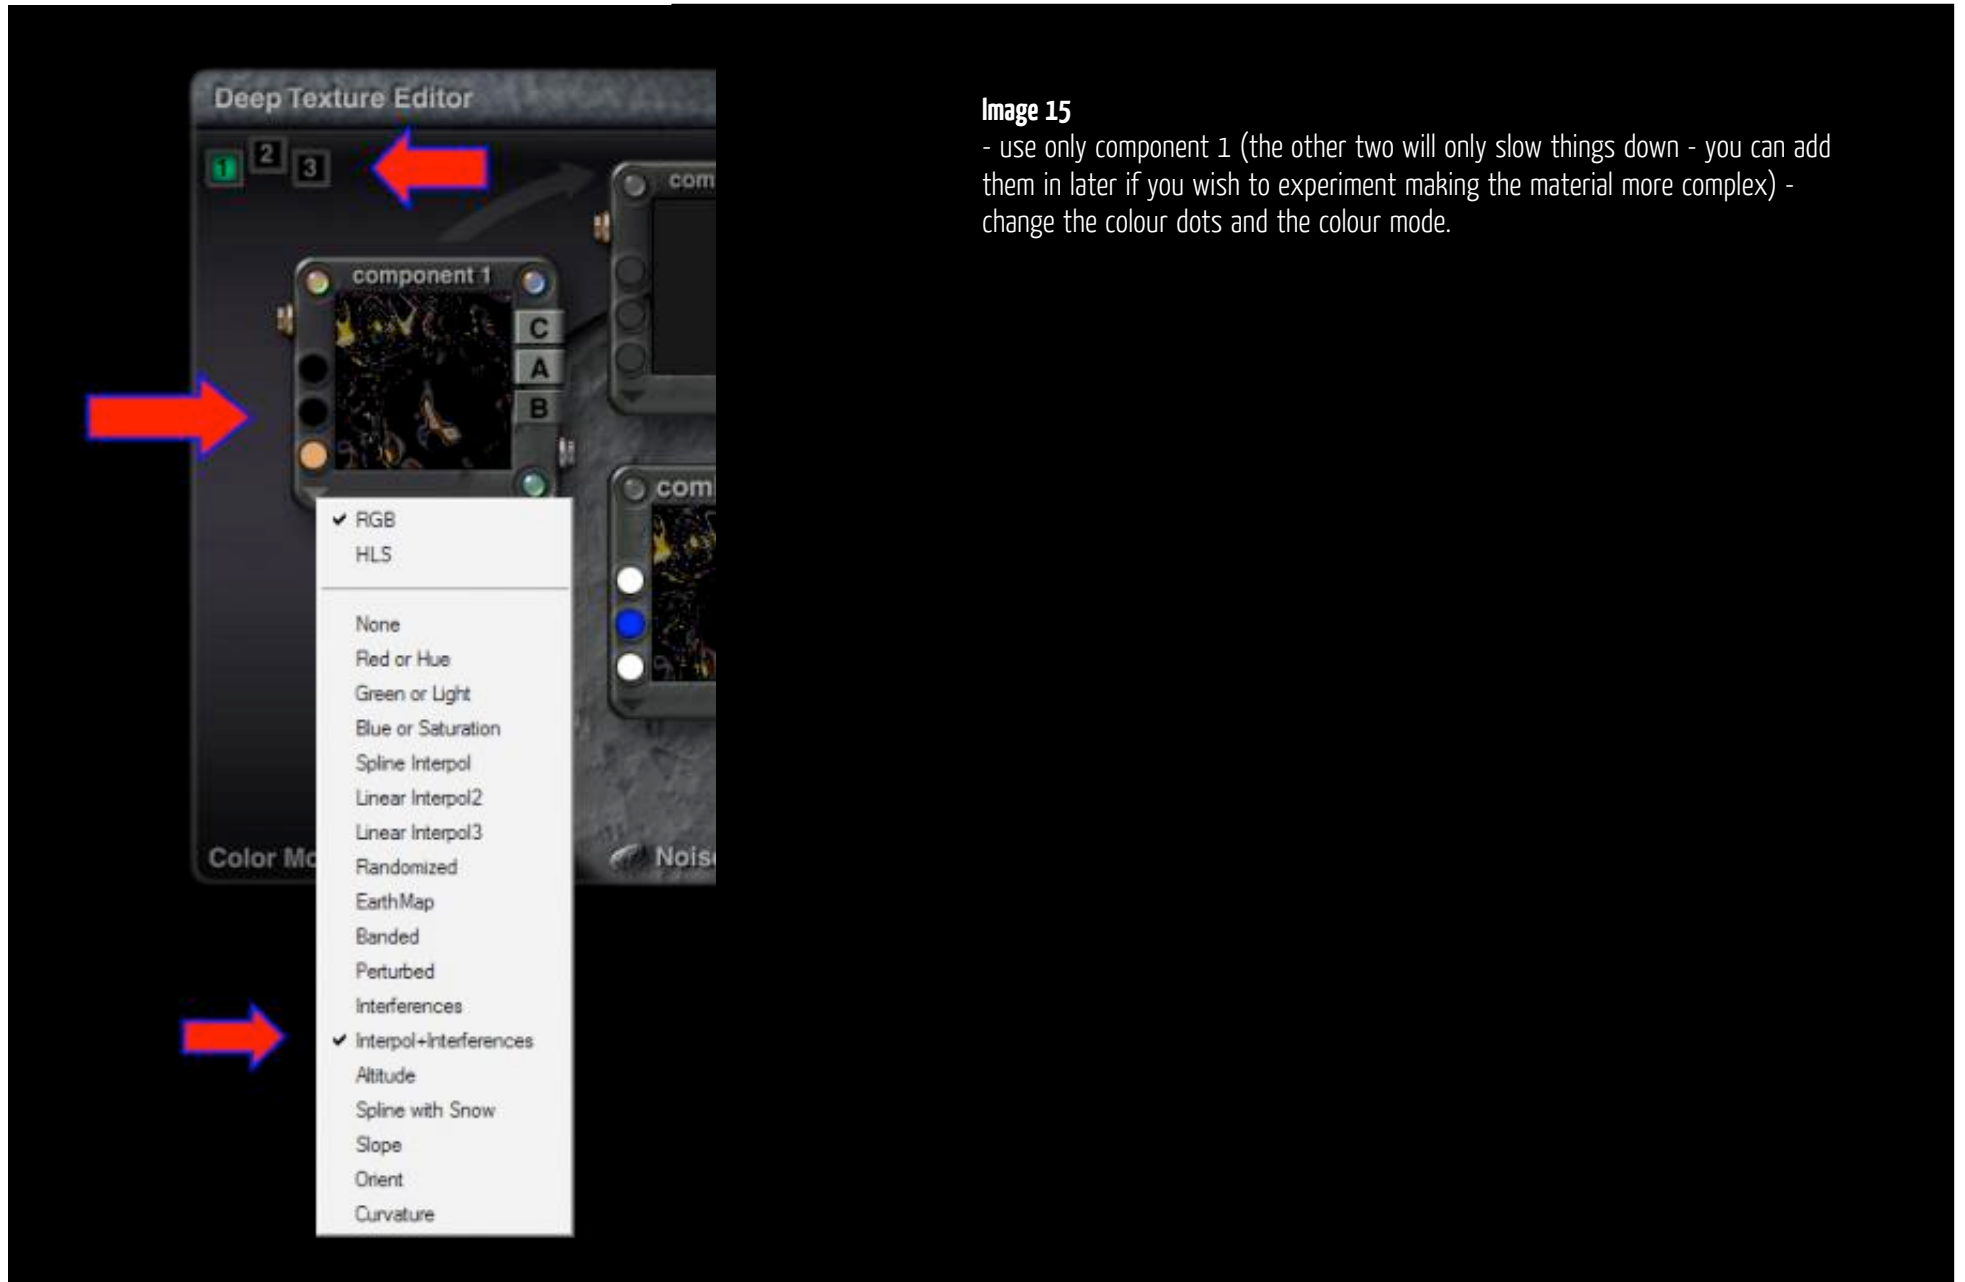 Deep Texture Editor
1
2
3
com
component 1
C
A
B
com
RGB
HLS
None
Red or Hue
Green or Light
Blue or Saturation
Spline Interpol
Linear Interpol2
Linear Interpol3
Randomized
EarthMap
Banded
Perturbed
Interferences
Interpol+Interferences
Altitude
Spline with Snow
Slope
Orient
Curvature
Color Mo
Noise
Image 15
- use only component 1 (the other two will only slow things down - you can add
them in later if you wish to experiment making the material more complex) -
change the colour dots and the colour mode.